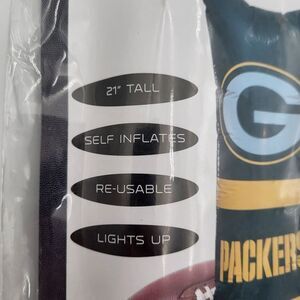 21" TALL
SELF INFLATES
RE-USABLE
LIGHTS UP
G
PACKERS